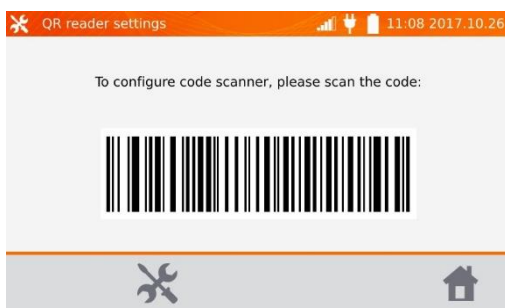 QR reader settings
11:08 2017.10.26
To configure code scanner, please scan the code: